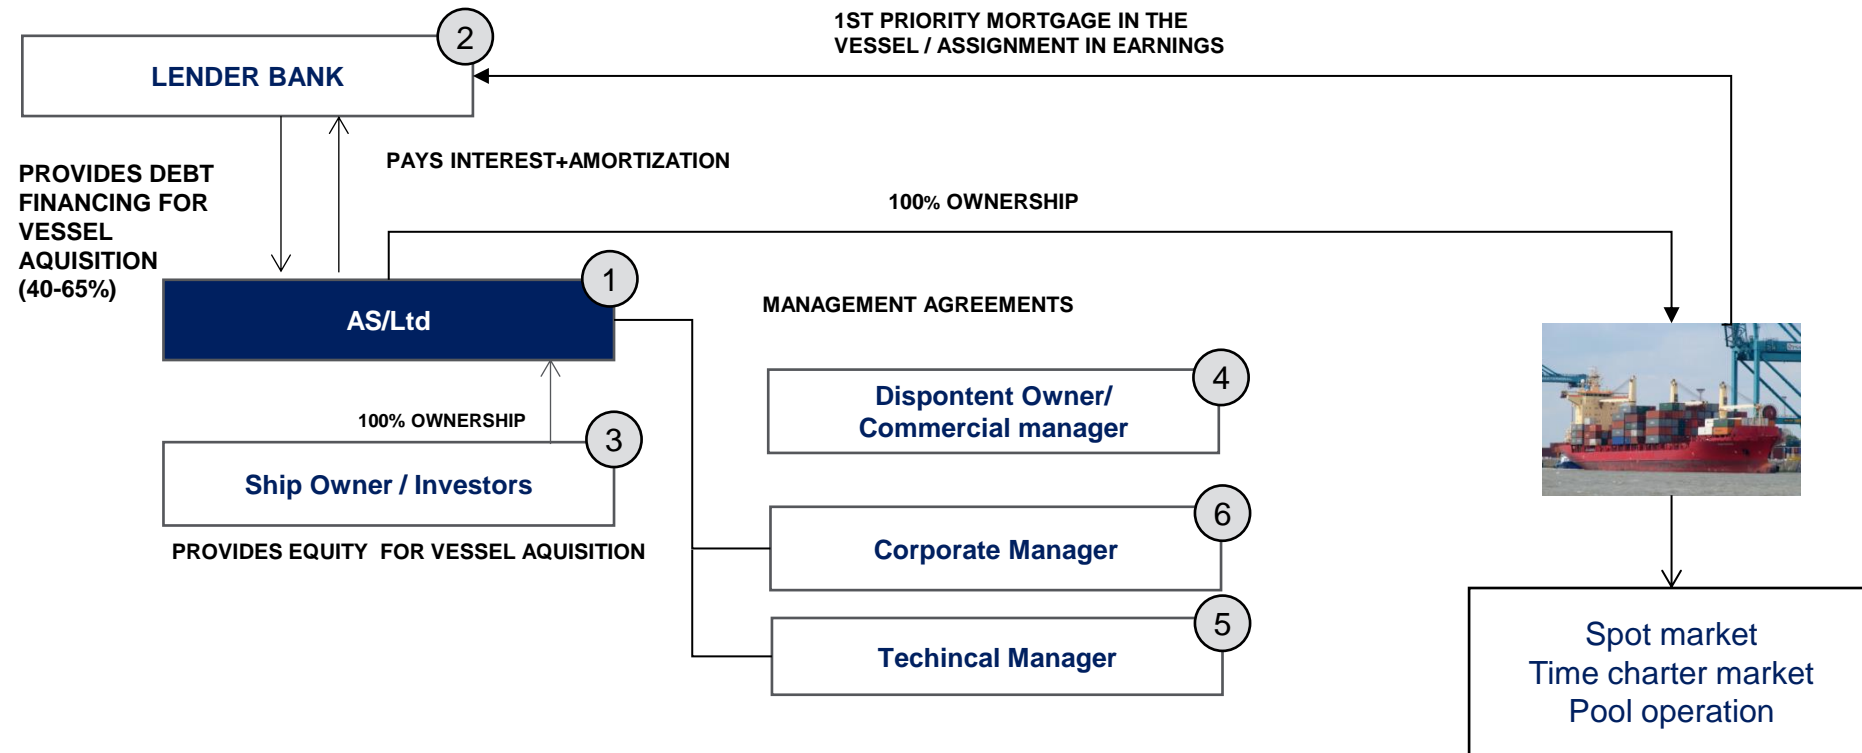 1ST PRIORITY MORTGAGE IN THE
VESSEL / ASSIGNMENT IN EARNINGS
2
LENDER BANK
PAYS INTEREST+AMORTIZATION
PROVIDES DEBT
FINANCING FOR
VESSEL
AQUISITION
(40-65%)
100% OWNERSHIP
1
AS/Ltd
MANAGEMENT AGREEMENTS
4
Dispontent Owner/
Commercial manager
100% OWNERSHIP
3
Ship Owner / Investors
PROVIDES EQUITY FOR VESSEL AQUISITION
6
Corporate Manager
5
Techincal Manager
Spot market
Time charter market
Pool operation